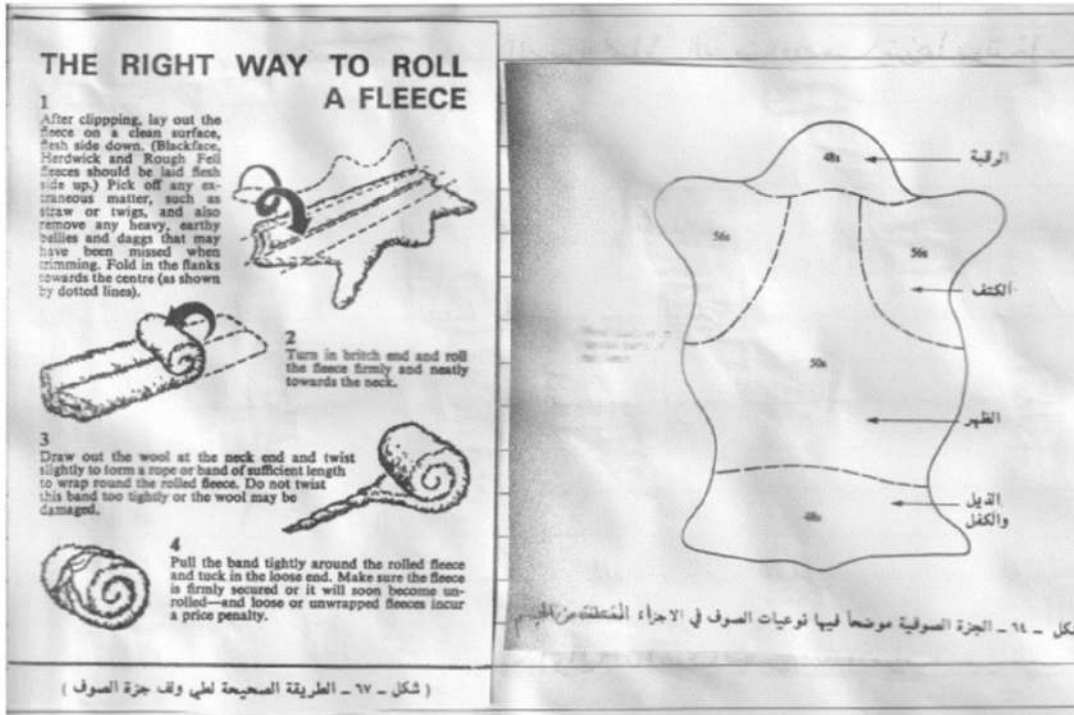 THE RIGHT WAY TO ROLL
A FLEECE
1
After clippping, lay out the
fleece on a clean surface,
flesh side down. (Blackface,
Herdwick and Rough Fell
fleeces should be laid flesh
side up.) Pick off any ex-
traneous matter, such as
straw or twigs, and also
remove any heavy, earthy
bellies and daggs that may
have been missed when
trimming. Fold in the flanks
towards the centre (as shown
by dotted lines).
2
Turn in britch end and roll
the fleece firmly and neatly
towards the neck.
3
Draw out the wool at the neck end and twist
slightly to form a rope or band of sufficient length
to wrap round the rolled fleece. Do not twist
this band too tightly or the wool may be
damaged.
4
Pull the band tightly around the rolled fleece
and tuck in the loose end. Make sure the fleece
is firmly secured or it will soon become un-
rolled—and loose or unwrapped fleeces incur
a price penalty.
( شكل ـ ٦٧ ـ الطريقة الصحيحة لطي ولف جزة الصوف )
48s
الرقبة
56s
56s
الكتف
50s
الظهر
الذيل
والكفل
48s
شكل ـ ٦٤ ـ الجزة الصوفية موضحاً فيها نوعيات الصوف في الاجزاء المختلفة من الجسم